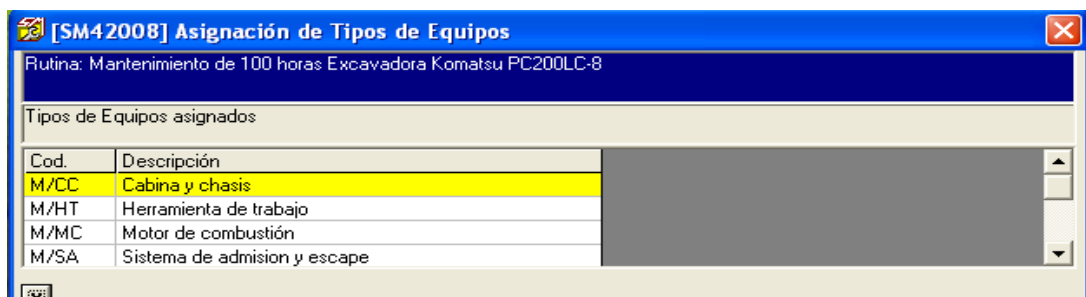 [SM42008] Asignación de Tipos de Equipos
Rutina: Mantenimiento de 100 horas Excavadora Komatsu PC200LC-8
Tipos de Equipos asignados
Cod. Descripción
M/CC Cabina y chasis
M/HT Herramienta de trabajo
M/MC Motor de combustión
M/SA Sistema de admision y escape